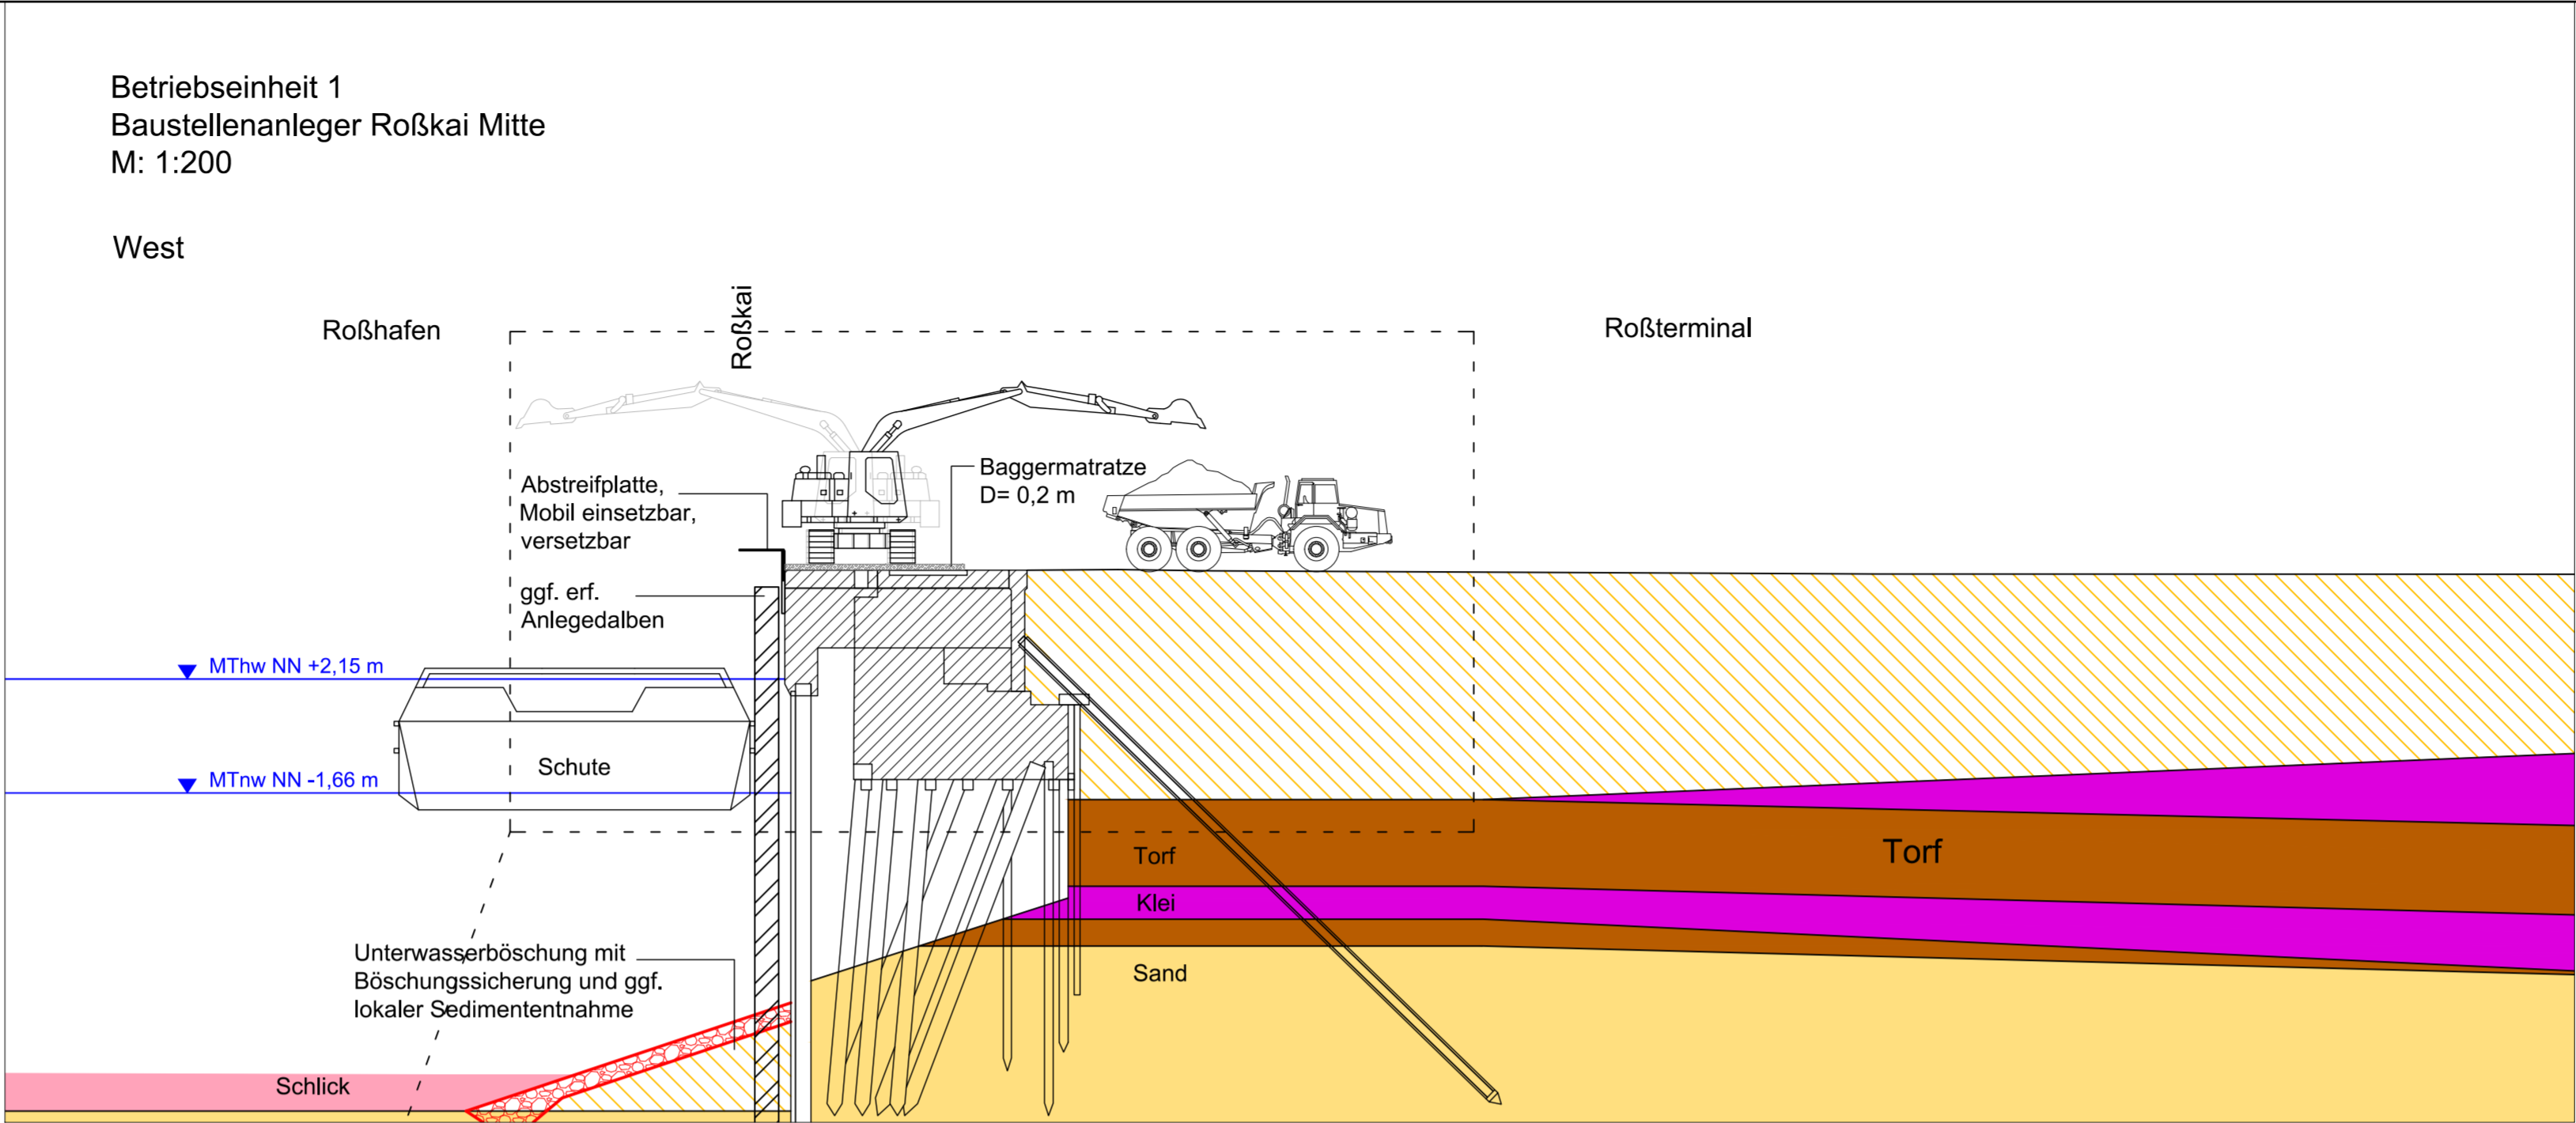 Betriebseinheit 1
Baustellenanleger Roßkai Mitte
M: 1:200
West
Roßhafen
Roßkai
Roßterminal
Abstreifplatte,
Mobil einsetzbar,
versetzbar
Baggermatratze
D= 0,2 m
ggf. erf.
Anlegedalben
MThw NN +2,15 m
MTnw NN -1,66 m
Schute
Torf
Torf
Klei
Sand
Unterwasserböschung mit
Böschungssicherung und ggf.
lokaler Sedimententnahme
Schlick